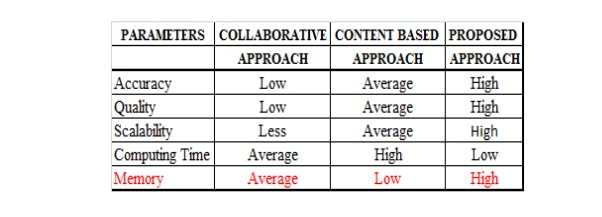 PARAMETERS COLLABORATIVE CONTENT BASED PROPOSED
APPROACH APPROACH APPROACH
Accuracy Low Average High
Quality Low Average High
Scalability Less Average High
Computing Time Average High Low
Memory Average Low High